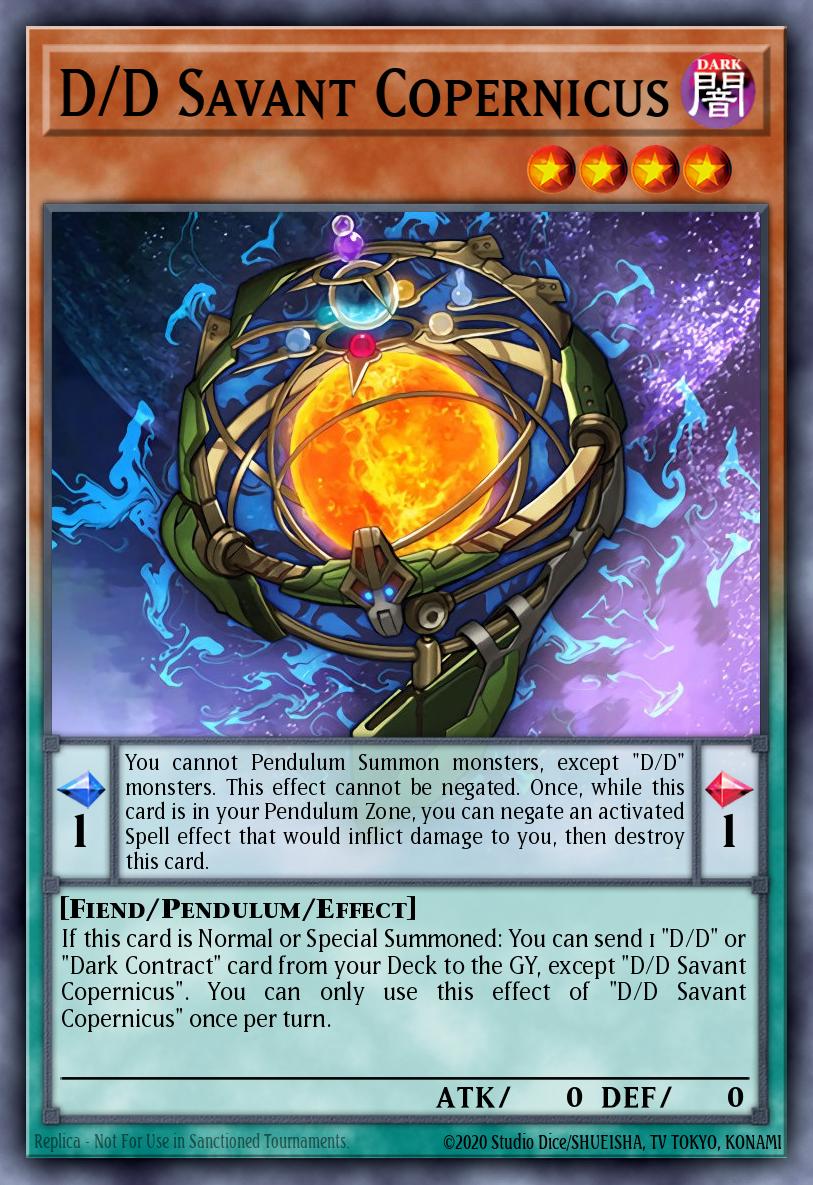 D/D Savant Copernicus
DARK
闇
You cannot Pendulum Summon monsters, except "D/D"
monsters. This effect cannot be negated. Once, while this
card is in your Pendulum Zone, you can negate an activated
Spell effect that would inflict damage to you, then destroy
this card.
1
1
[Fiend/Pendulum/Effect]
If this card is Normal or Special Summoned: You can send 1 "D/D" or
"Dark Contract" card from your Deck to the GY, except "D/D Savant
Copernicus". You can only use this effect of "D/D Savant
Copernicus" once per turn.
ATK/ 0 DEF/ 0
Replica - Not For Use in Sanctioned Tournaments.
©2020 Studio Dice/SHUEISHA, TV TOKYO, KONAMI